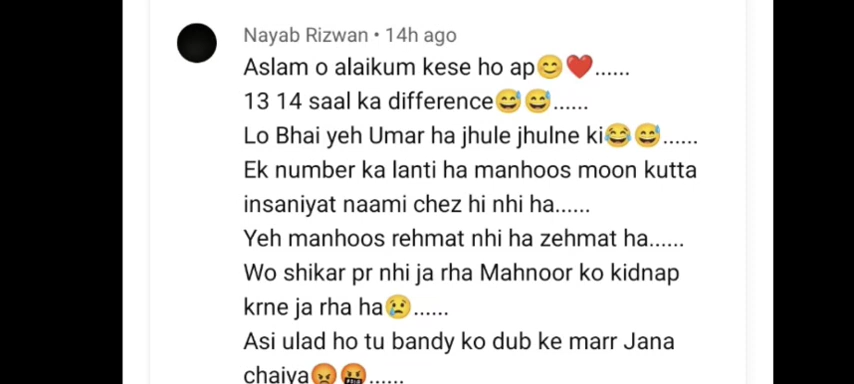 Nayab Rizwan • 14h ago
Aslam o alaikum kese ho ap😊❤️......
13 14 saal ka difference😅😅......
Lo Bhai yeh Umar ha jhule jhulne ki😂😅......
Ek number ka lanti ha manhoos moon kutta
insaniyat naami chez hi nhi ha......
Yeh manhoos rehmat nhi ha zehmat ha......
Wo shikar pr nhi ja rha Mahnoor ko kidnap
krne ja rha ha😢......
Asi ulad ho tu bandy ko dub ke marr Jana
chaiya😡🤬......